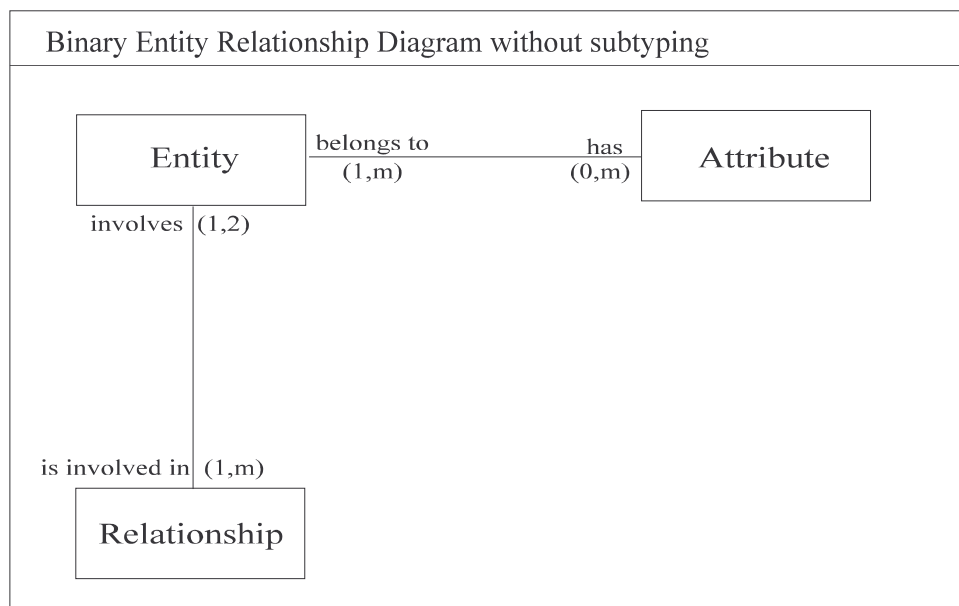 Binary Entity Relationship Diagram without subtyping
Entity
belongs to
(1,m)
has
(0,m)
Attribute
involves (1,2)
is involved in (1,m)
Relationship